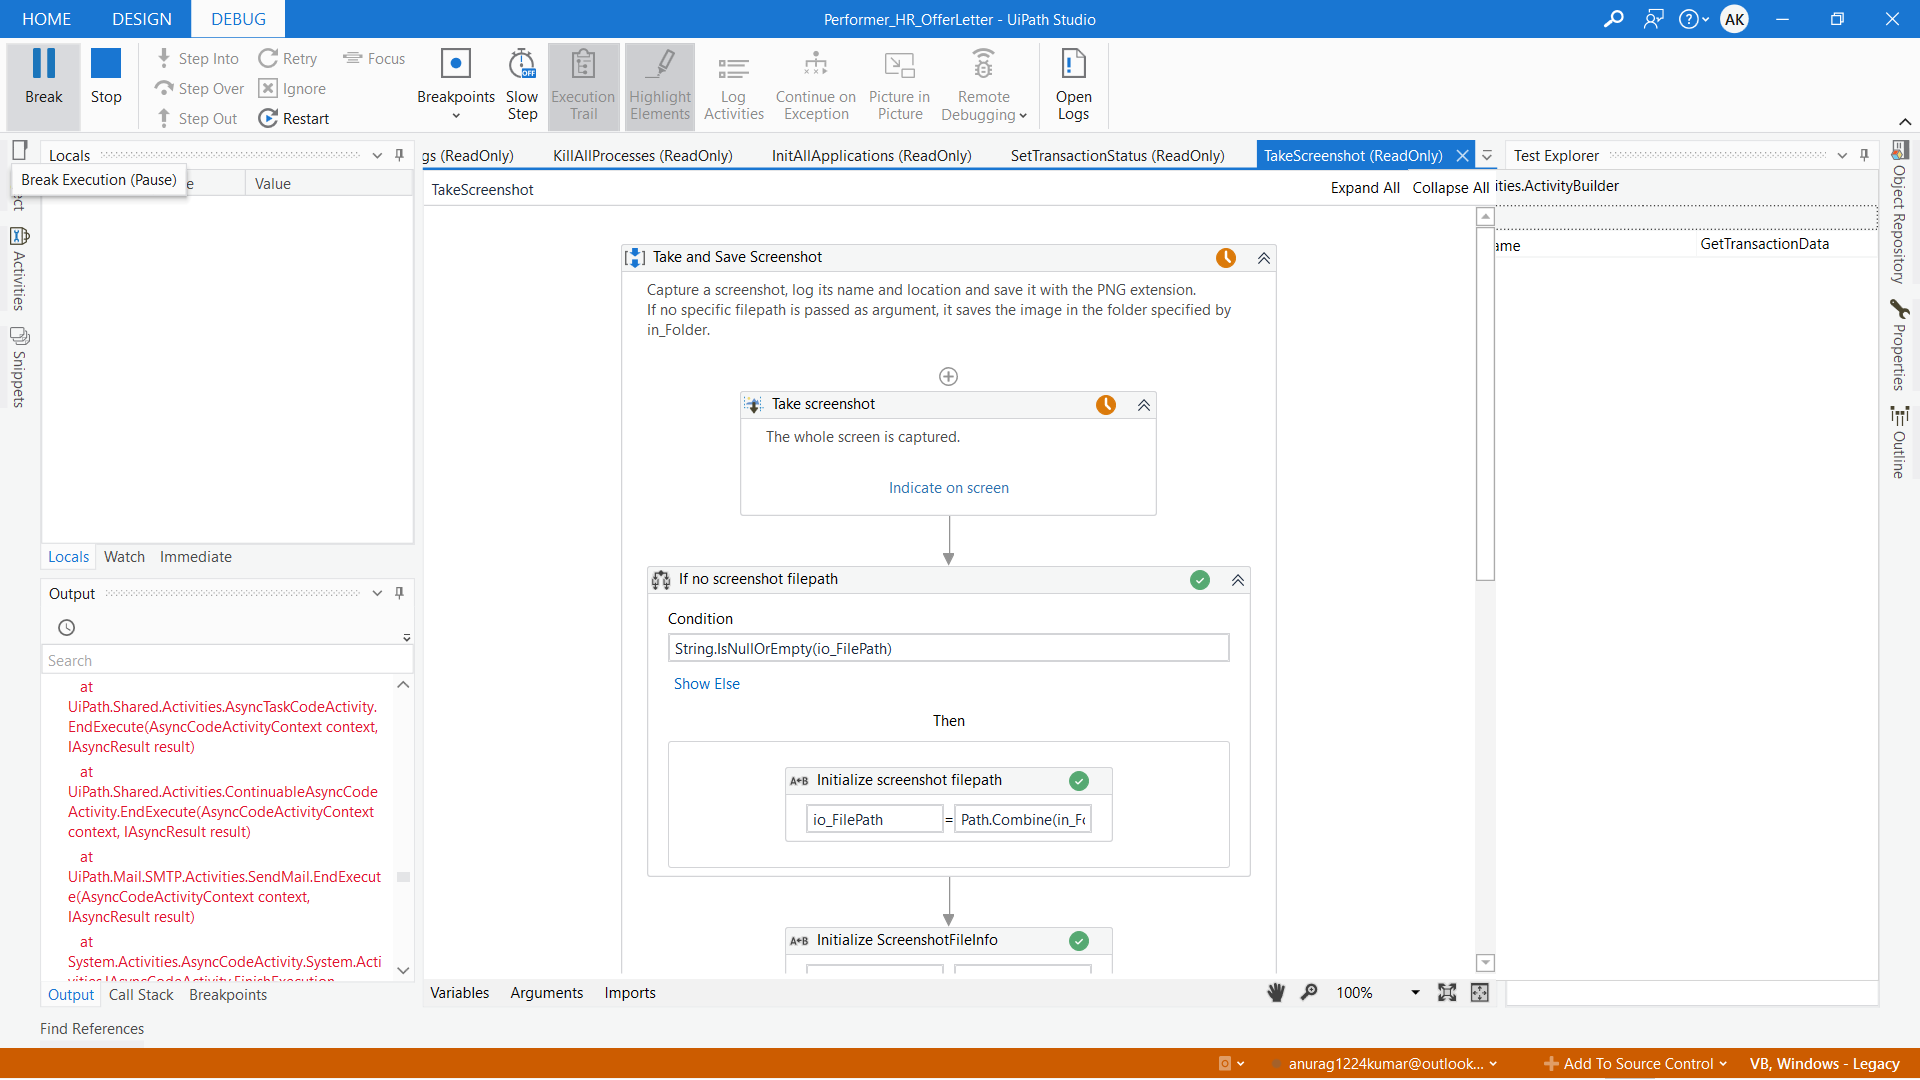 HOME DESIGN DEBUG
Performer_HR_OfferLetter - UiPath Studio
AK
Break
Stop
Step Into
Step Over
Step Out
Retry
Ignore
Restart
Focus
Breakpoints
Slow
Step
OFF
Execution
Trail
Highlight
Elements
Log
Activities
Continue on
Exception
Picture in
Picture
Remote
Debugging
Open
Logs
Locals
Break Execution (Pause)
e
Value
ct
Activities
Snippets
Locals Watch Immediate
Output
Search
at
UiPath.Shared.Activities.AsyncTaskCodeActivity.
EndExecute(AsyncCodeActivityContext context,
IAsyncResult result)
at
UiPath.Shared.Activities.ContinuableAsyncCode
Activity.EndExecute(AsyncCodeActivityContext
context, IAsyncResult result)
at
UiPath.Mail.SMTP.Activities.SendMail.EndExecut
e(AsyncCodeActivityContext context,
IAsyncResult result)
at
System.Activities.AsyncCodeActivity.System.Acti
vities.IAsyncCodeActivity.FinishExecution
Output Call Stack Breakpoints
Find References
gs (ReadOnly) KillAllProcesses (ReadOnly) InitAllApplications (ReadOnly) SetTransactionStatus (ReadOnly) TakeScreenshot (ReadOnly)
TakeScreenshot
Expand All Collapse All
Take and Save Screenshot
Capture a screenshot, log its name and location and save it with the PNG extension.
If no specific filepath is passed as argument, it saves the image in the folder specified by
in_Folder.
Take screenshot
The whole screen is captured.
Indicate on screen
If no screenshot filepath
Condition
String.IsNullOrEmpty(io_FilePath)
Show Else
Then
A+B Initialize screenshot filepath
io_FilePath = Path.Combine(in_Fo
A+B Initialize ScreenshotFileInfo
Variables Arguments Imports
100%
Test Explorer
ities.ActivityBuilder
ame GetTransactionData
Object Repository
Properties
Outline
anurag1224kumar@outlook...
Add To Source Control
VB, Windows - Legacy